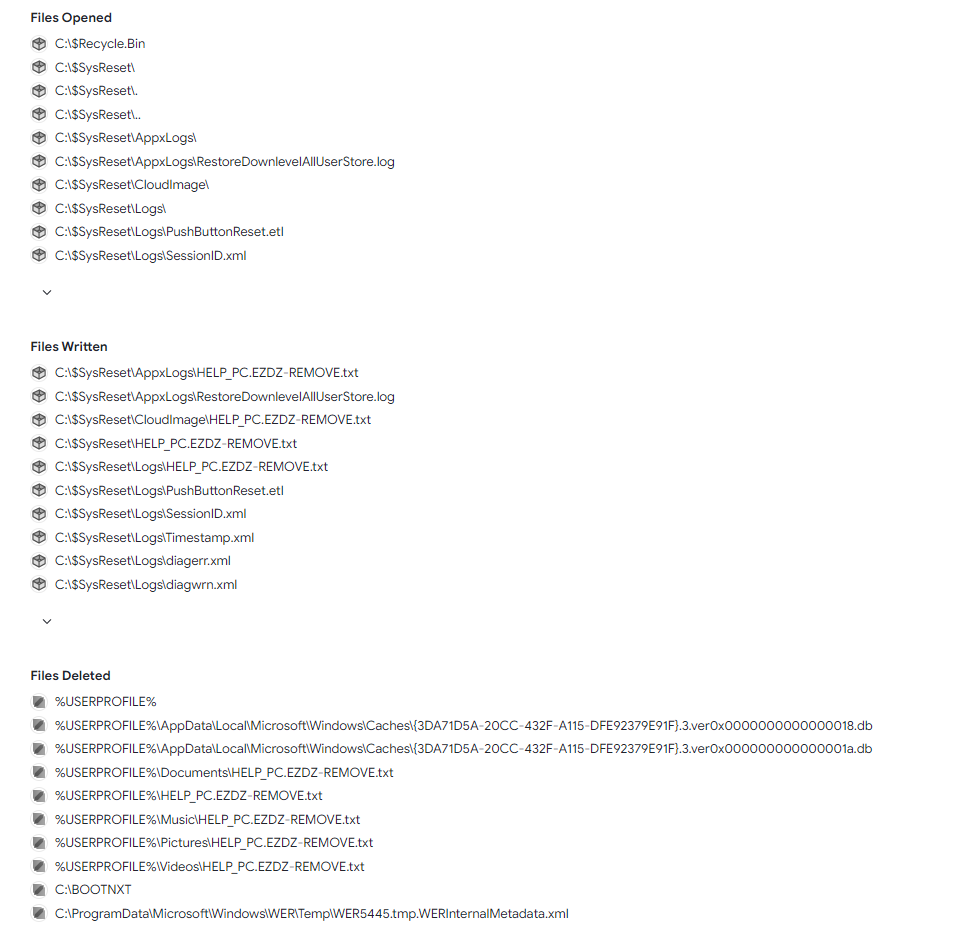 Files Opened
C:\$Recycle.Bin
C:\$SysReset\
C:\$SysReset\.
C:\$SysReset\..
C:\$SysReset\AppxLogs\
C:\$SysReset\AppxLogs\RestoreDownlevelAllUserStore.log
C:\$SysReset\CloudImage\
C:\$SysReset\Logs\
C:\$SysReset\Logs\PushButtonReset.etl
C:\$SysReset\Logs\SessionID.xml
Files Written
C:\$SysReset\AppxLogs\HELP_PC.EZDZ-REMOVE.txt
C:\$SysReset\AppxLogs\RestoreDownlevelAllUserStore.log
C:\$SysReset\CloudImage\HELP_PC.EZDZ-REMOVE.txt
C:\$SysReset\HELP_PC.EZDZ-REMOVE.txt
C:\$SysReset\Logs\HELP_PC.EZDZ-REMOVE.txt
C:\$SysReset\Logs\PushButtonReset.etl
C:\$SysReset\Logs\SessionID.xml
C:\$SysReset\Logs\Timestamp.xml
C:\$SysReset\Logs\diagerr.xml
C:\$SysReset\Logs\diagwrn.xml
Files Deleted
%USERPROFILE%
%USERPROFILE%\AppData\Local\Microsoft\Windows\Caches\{3DA71D5A-20CC-432F-A115-DFE92379E91F}.3.ver0x0000000000000018.db
%USERPROFILE%\AppData\Local\Microsoft\Windows\Caches\{3DA71D5A-20CC-432F-A115-DFE92379E91F}.3.ver0x000000000000001a.db
%USERPROFILE%\Documents\HELP_PC.EZDZ-REMOVE.txt
%USERPROFILE%\HELP_PC.EZDZ-REMOVE.txt
%USERPROFILE%\Music\HELP_PC.EZDZ-REMOVE.txt
%USERPROFILE%\Pictures\HELP_PC.EZDZ-REMOVE.txt
%USERPROFILE%\Videos\HELP_PC.EZDZ-REMOVE.txt
C:\BOOTNXT
C:\ProgramData\Microsoft\Windows\WER\Temp\WER5445.tmp.WERInternalMetadata.xml